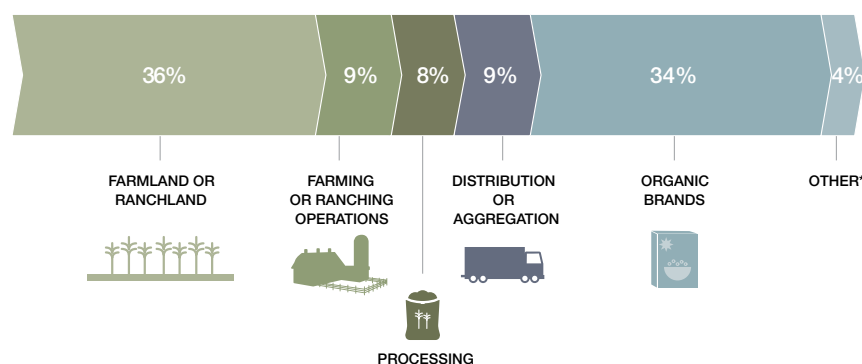 36%
9%
8%
9%
34%
4%
FARMLAND OR
RANCHLAND
FARMING
OR RANCHING
OPERATIONS
DISTRIBUTION
OR
AGGREGATION
ORGANIC
BRANDS
OTHER*
PROCESSING